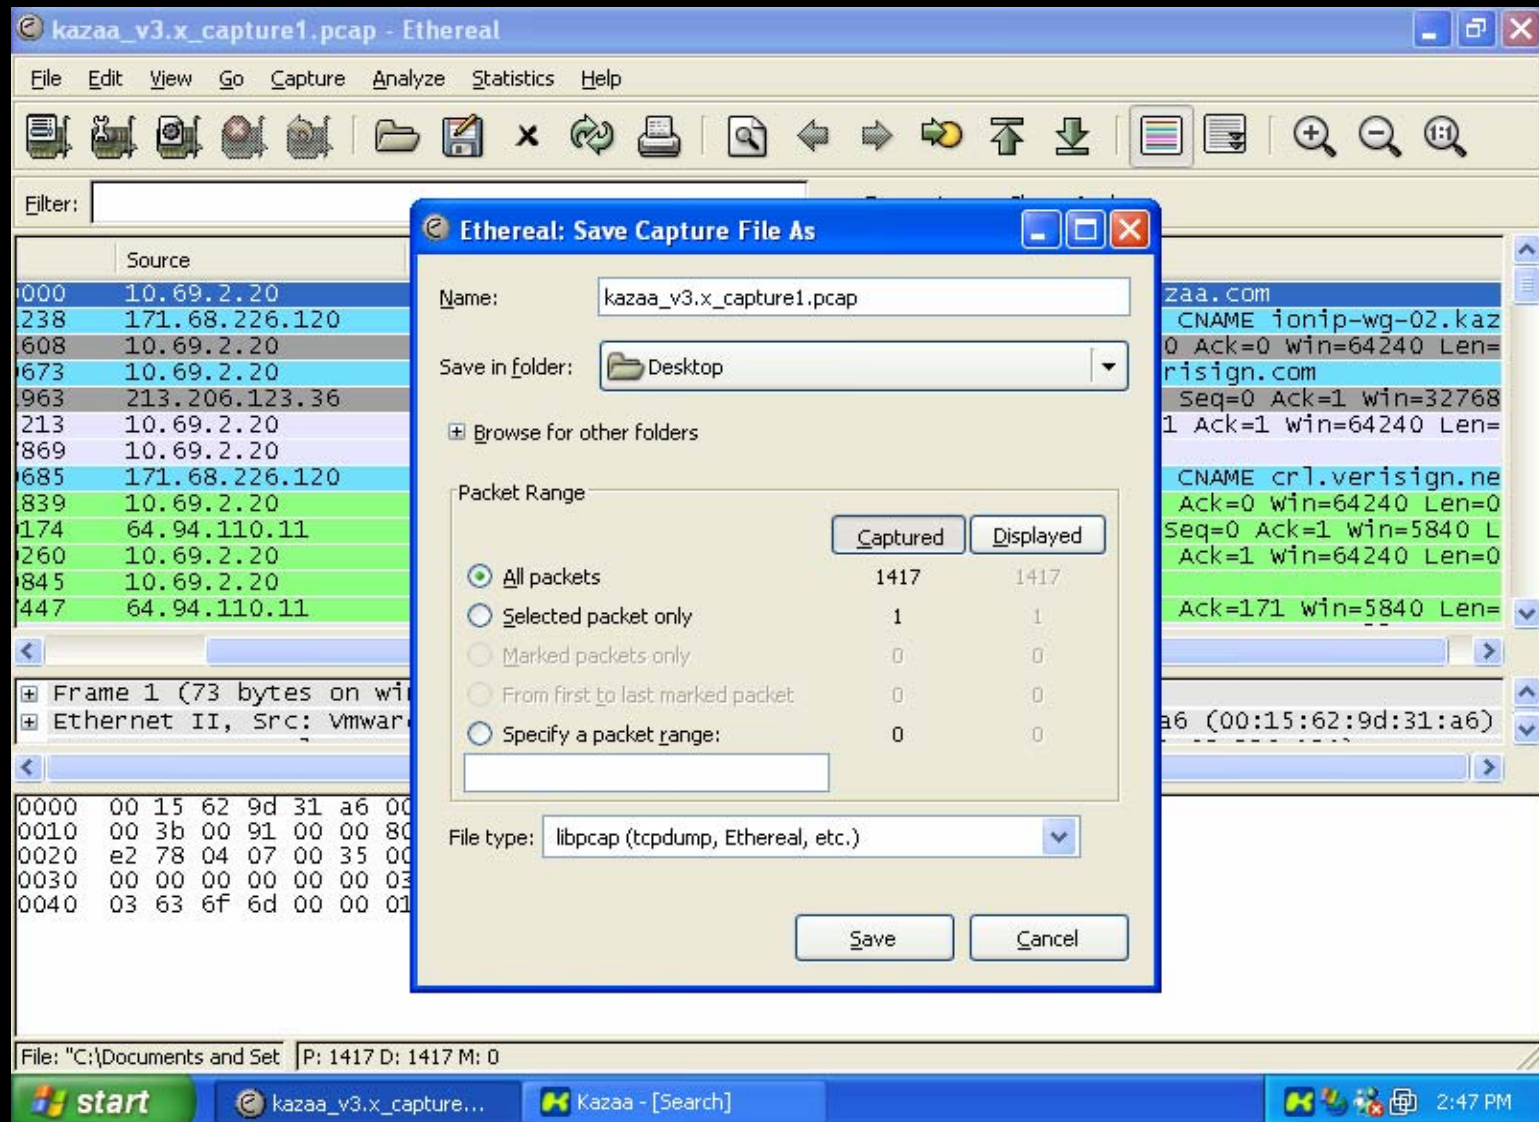 kazaa_v3.x_capture1.pcap - Ethereal
File Edit View Go Capture Analyze Statistics Help
Filter:
Ethereal: Save Capture File As
Source
000 10.69.2.20 zaa.com
238 171.68.226.120 CNAME ionip-wg-02.kaz
608 10.69.2.20 0 Ack=0 Win=64240 Len=
673 10.69.2.20 risign.com
963 213.206.123.36 Seq=0 Ack=1 Win=32768
213 10.69.2.20 1 Ack=1 Win=64240 Len=
869 10.69.2.20
685 171.68.226.120 CNAME crl.verisign.ne
839 10.69.2.20 Ack=0 Win=64240 Len=0
174 64.94.110.11 Seq=0 Ack=1 Win=5840 L
260 10.69.2.20 Ack=1 Win=64240 Len=0
845 10.69.2.20
447 64.94.110.11 Ack=171 Win=5840 Len=
Name: kazaa_v3.x_capture1.pcap
Save in folder: Desktop
Browse for other folders
Packet Range
Captured Displayed
All packets 1417 1417
Selected packet only 1 1
Marked packets only 0 0
From first to last marked packet 0 0
Specify a packet range: 0 0
File type: libpcap (tcpdump, Ethereal, etc.)
Save Cancel
Frame 1 (73 bytes on wi
Ethernet II, Src: Vmwar a6 (00:15:62:9d:31:a6)
0000 00 15 62 9d 31 a6 00
0010 00 3b 00 91 00 00 80
0020 e2 78 04 07 00 35 00
0030 00 00 00 00 00 00 03
0040 03 63 6f 6d 00 00 01
File: "C:\Documents and Set P: 1417 D: 1417 M: 0
start kazaa_v3.x_capture... Kazaa - [Search] 2:47 PM